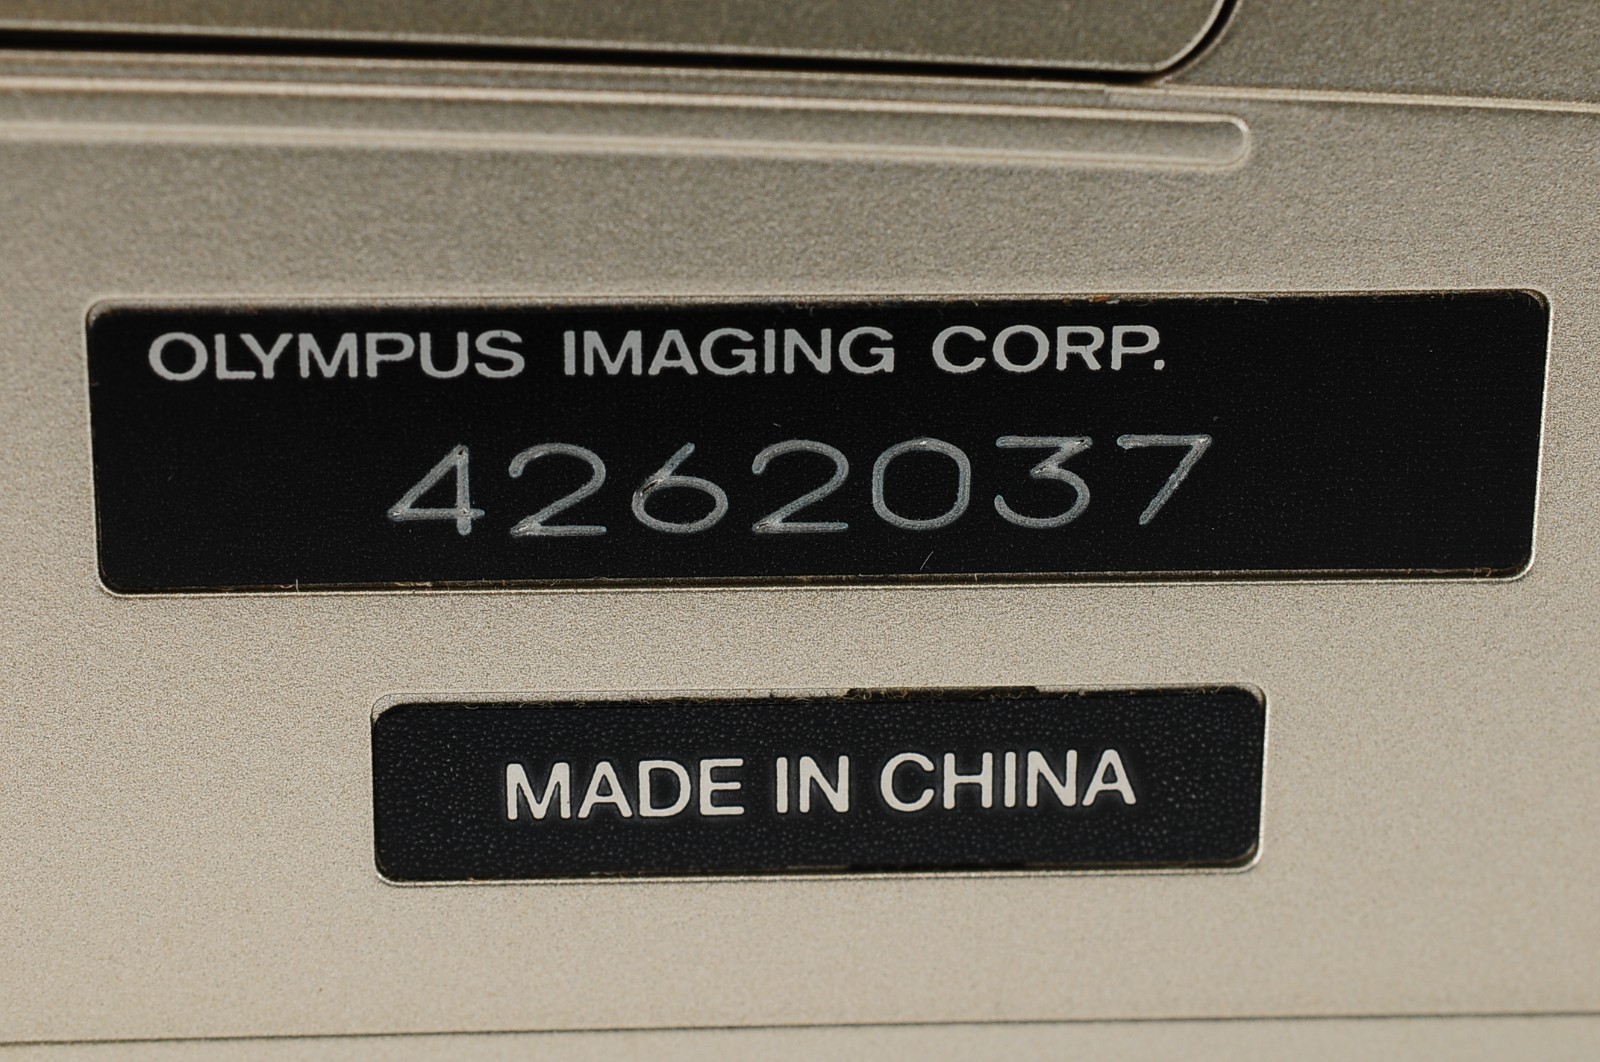 OLYMPUS IMAGING CORP.
4262037
MADE IN CHINA